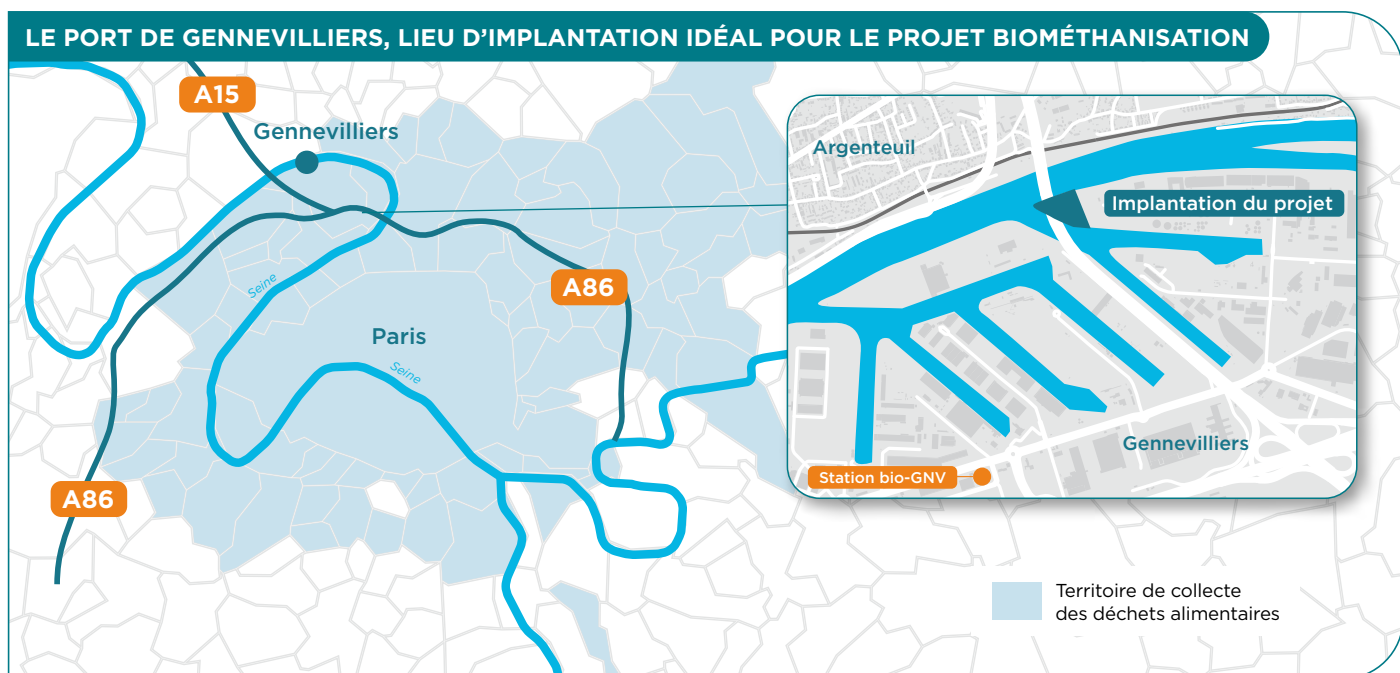 LE PORT DE GENNEVILLIERS, LIEU D’IMPLANTATION IDÉAL POUR LE PROJET BIOMÉTHANISATION
A15
Gennevilliers
Seine
Paris
Seine
A86
A86
Argenteuil
Implantation du projet
Gennevilliers
Station bio-GNV
Territoire de collecte
des déchets alimentaires